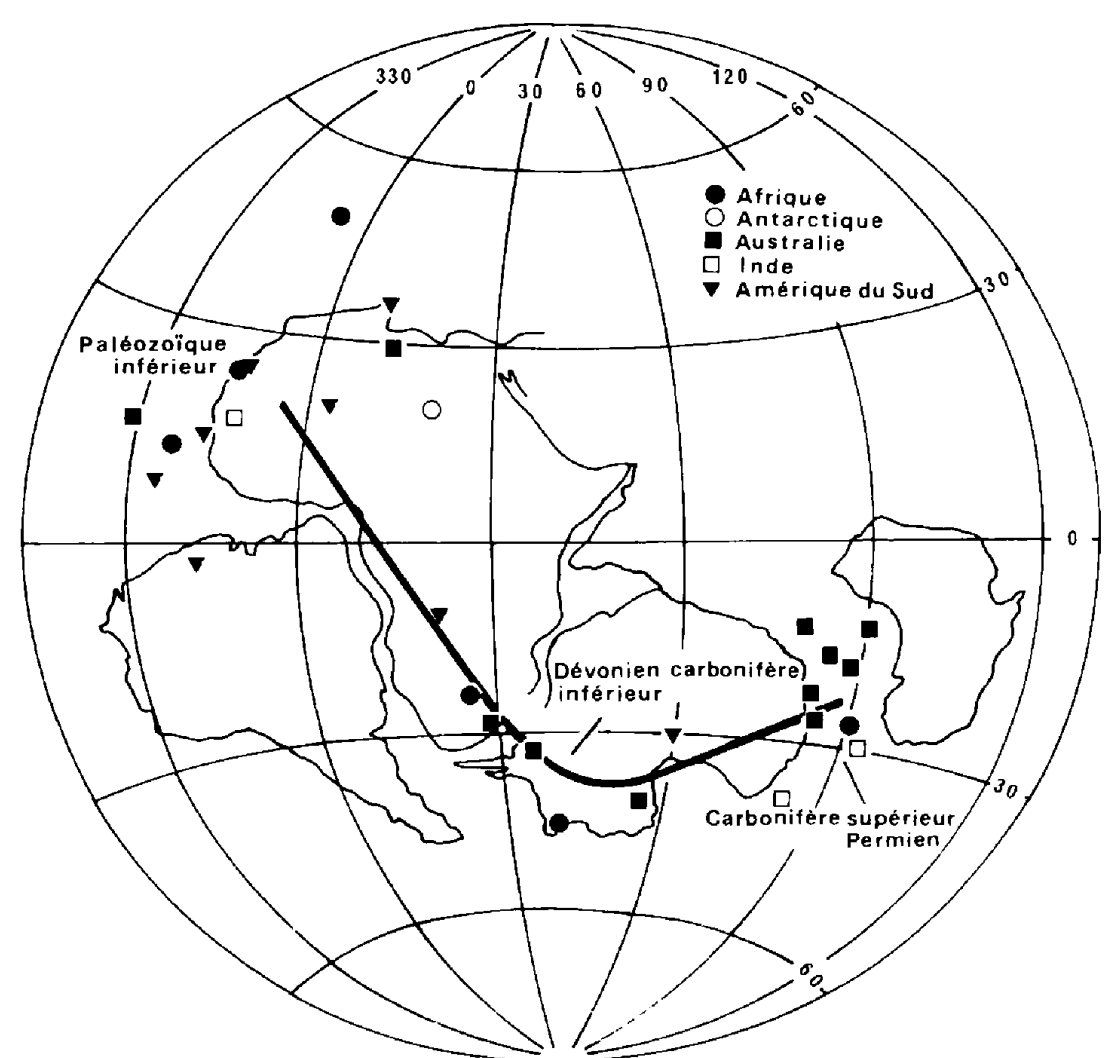 330
0
30
60
90
120
60
Afrique
Antarctique
Australie
Inde
Amérique du Sud
30
Paléozoïque
inférieur
0
Dévonien carbonifère
inférieur
30
Carbonifère supérieur
Permien
60